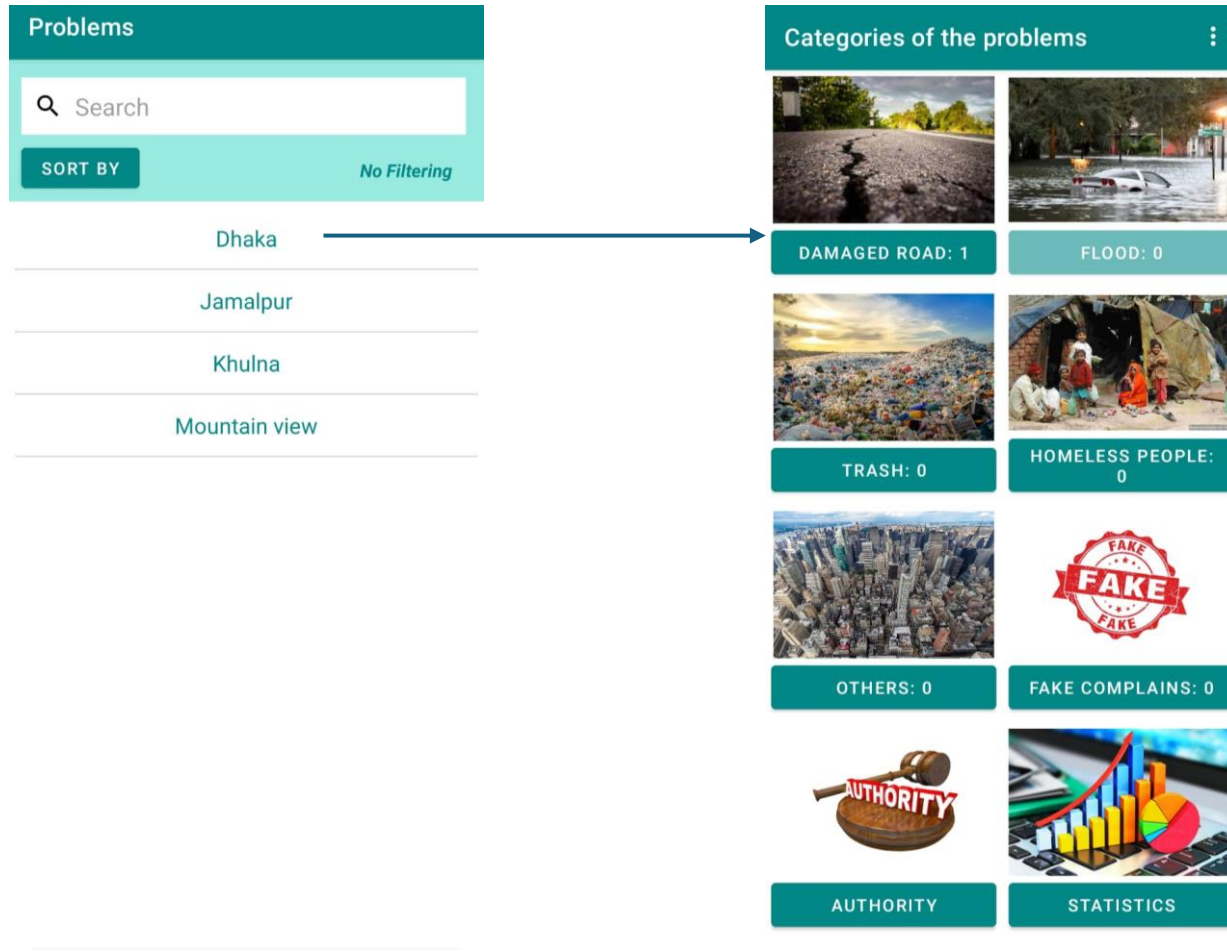 Problems
Search
SORT BY
No Filtering
Dhaka
Jamalpur
Khulna
Mountain view
Categories of the problems
DAMAGED ROAD: 1
FLOOD: 0
TRASH: 0
HOMELESS PEOPLE:
0
OTHERS: 0
FAKE
FAKE
FAKE
FAKE COMPLAINS: 0
AUTHORITY
AUTHORITY
STATISTICS